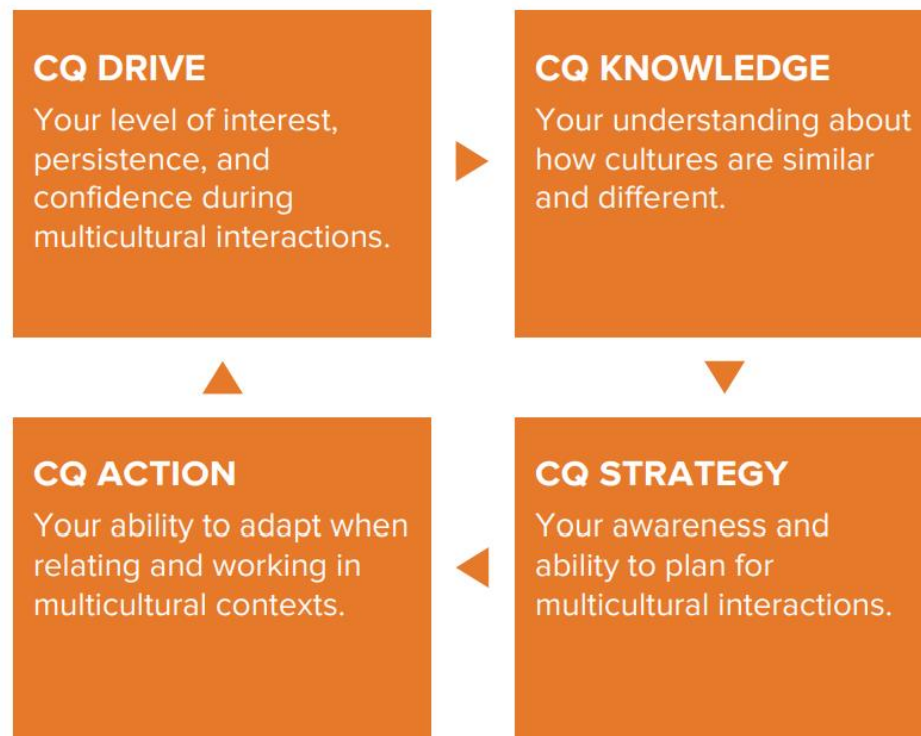 CQ DRIVE
Your level of interest,
persistence, and
confidence during
multicultural interactions.
CQ KNOWLEDGE
Your understanding about
how cultures are similar
and different.
CQ ACTION
Your ability to adapt when
relating and working in
multicultural contexts.
CQ STRATEGY
Your awareness and
ability to plan for
multicultural interactions.